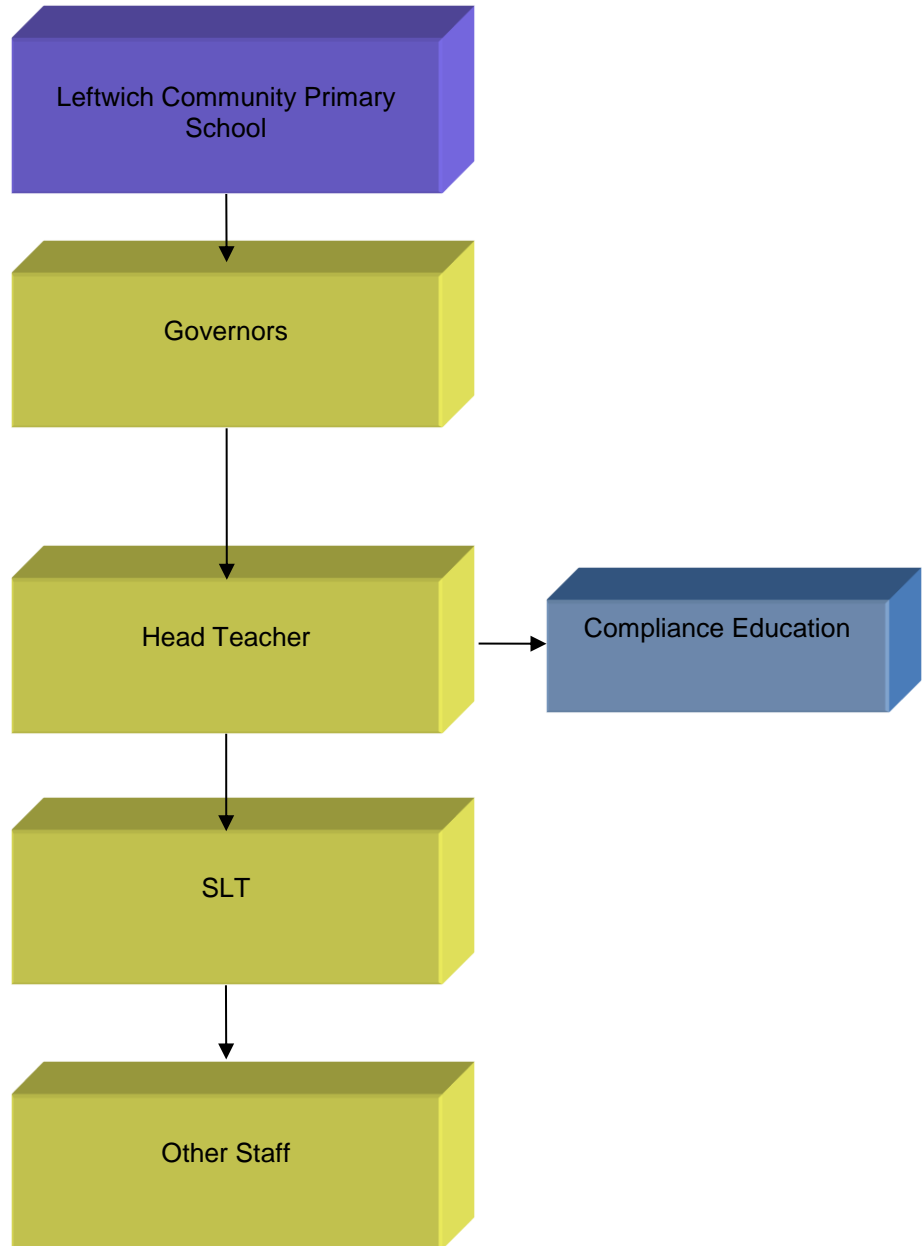 Leftwich Community Primary
School
Governors
Head Teacher
Compliance Education
SLT
Other Staff